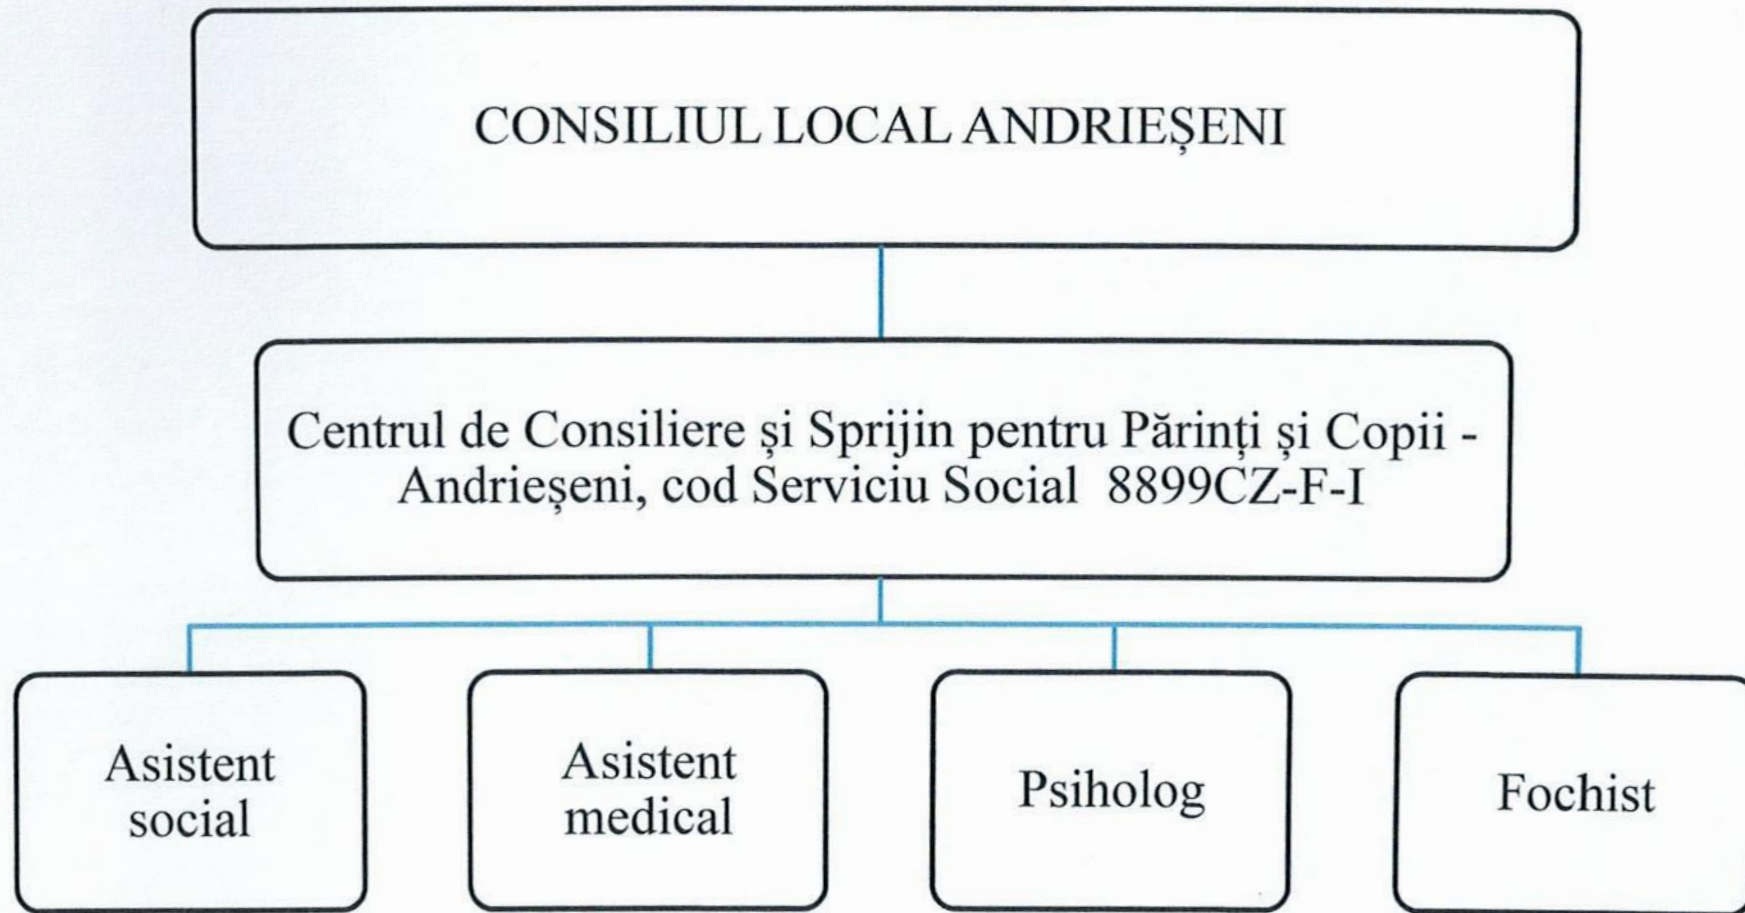 CONSILIUL LOCAL ANDRIEȘENI
Centrul de Consiliere și Sprijin pentru Părinți și Copii -
Andrieșeni, cod Serviciu Social 8899CZ-F-I
Asistent
social
Asistent
medical
Psiholog
Fochist